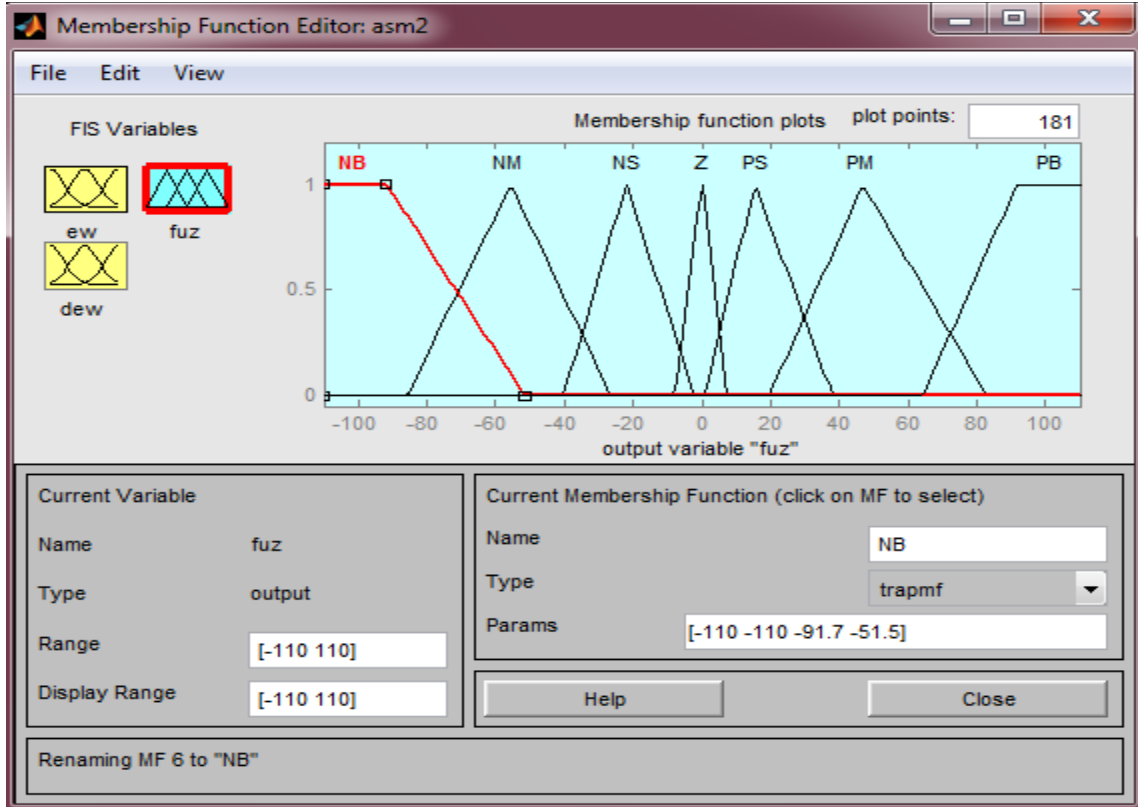 Membership Function Editor: asm2
File Edit View
FIS Variables
ew
fuz
dew
Membership function plots
plot points:
181
NB NM NS Z PS PM PB
1
0.5
0
-100 -80 -60 -40 -20 0 20 40 60 80 100
output variable "fuz"
Current Variable
Name fuz
Type output
Range [-110 110]
Display Range [-110 110]
Current Membership Function (click on MF to select)
Name NB
Type trapmf
Params [-110 -110 -91.7 -51.5]
Help Close
Renaming MF 6 to "NB"